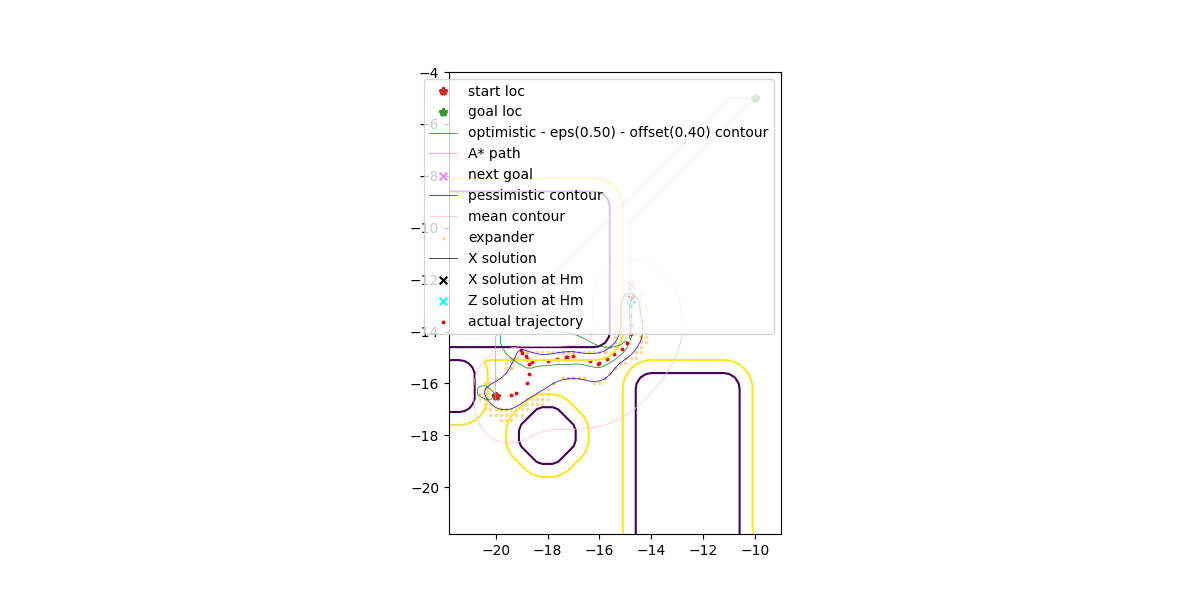 −4
−6
−8
−10
−12
−14
−16
−18
−20
start loc
goal loc
optimistic - eps(0.50) - offset(0.40) contour
A* path
next goal
pessimistic contour
mean contour
expander
X solution
X solution at Hm
Z solution at Hm
actual trajectory
−20
−18
−16
−14
−12
−10